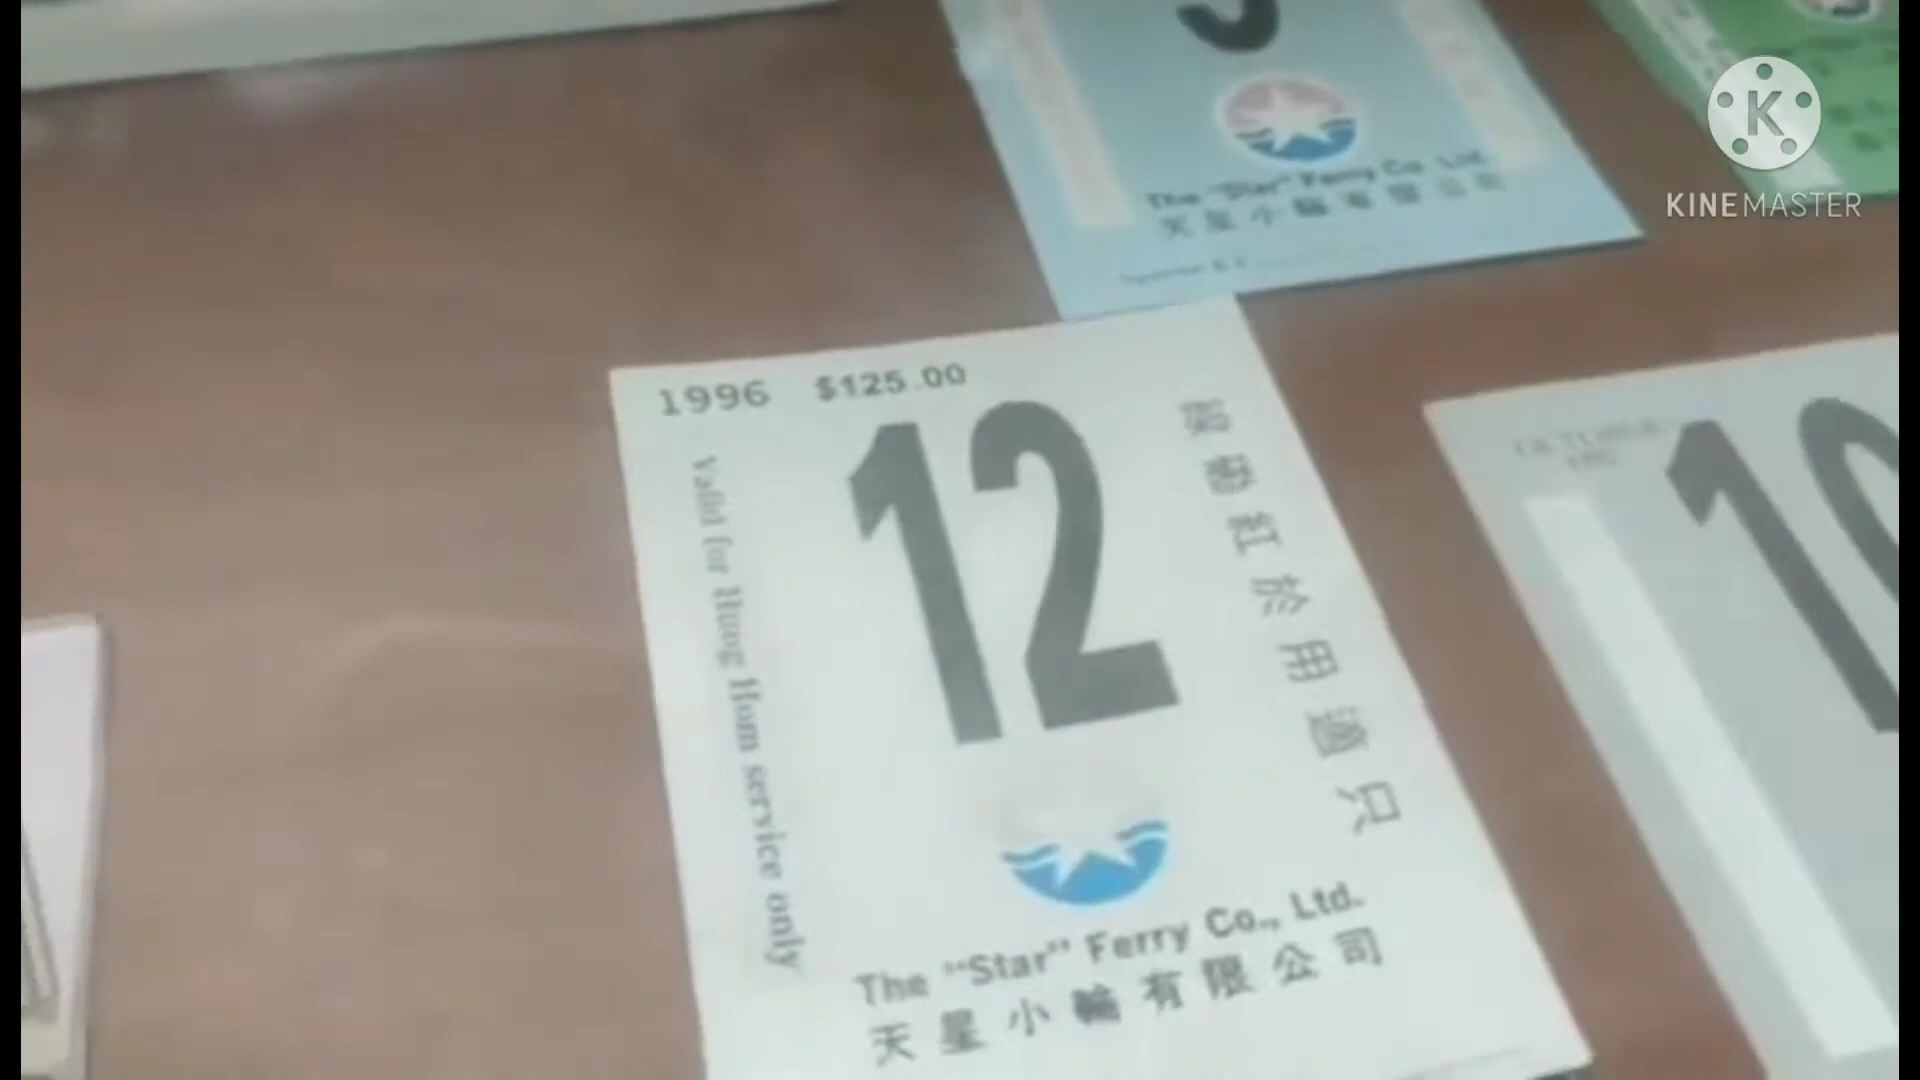 The "Star" Ferry Co. Ltd.
天星小輪有限公司
KINEMASTER
1996 $125.00
12
Valid for Hung Hom service only
只適用於紅磡
The "Star" Ferry Co., Ltd.
天星小輪有限公司
OCTOBER
10